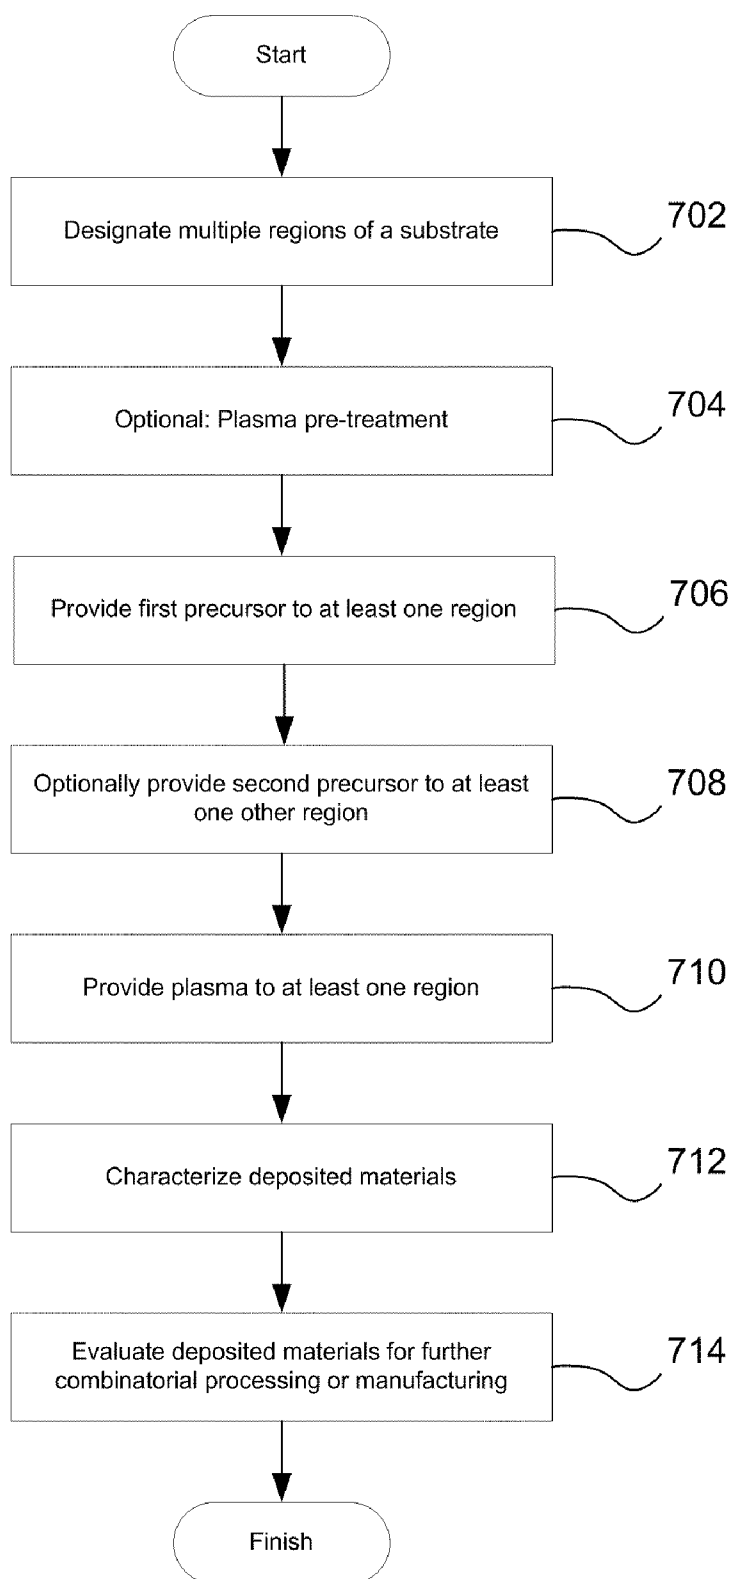 Start
Designate multiple regions of a substrate
702
Optional: Plasma pre-treatment
704
Provide first precursor to at least one region
706
Optionally provide second precursor to at least
one other region
708
Provide plasma to at least one region
710
Characterize deposited materials
712
Evaluate deposited materials for further
combinatorial processing or manufacturing
714
Finish